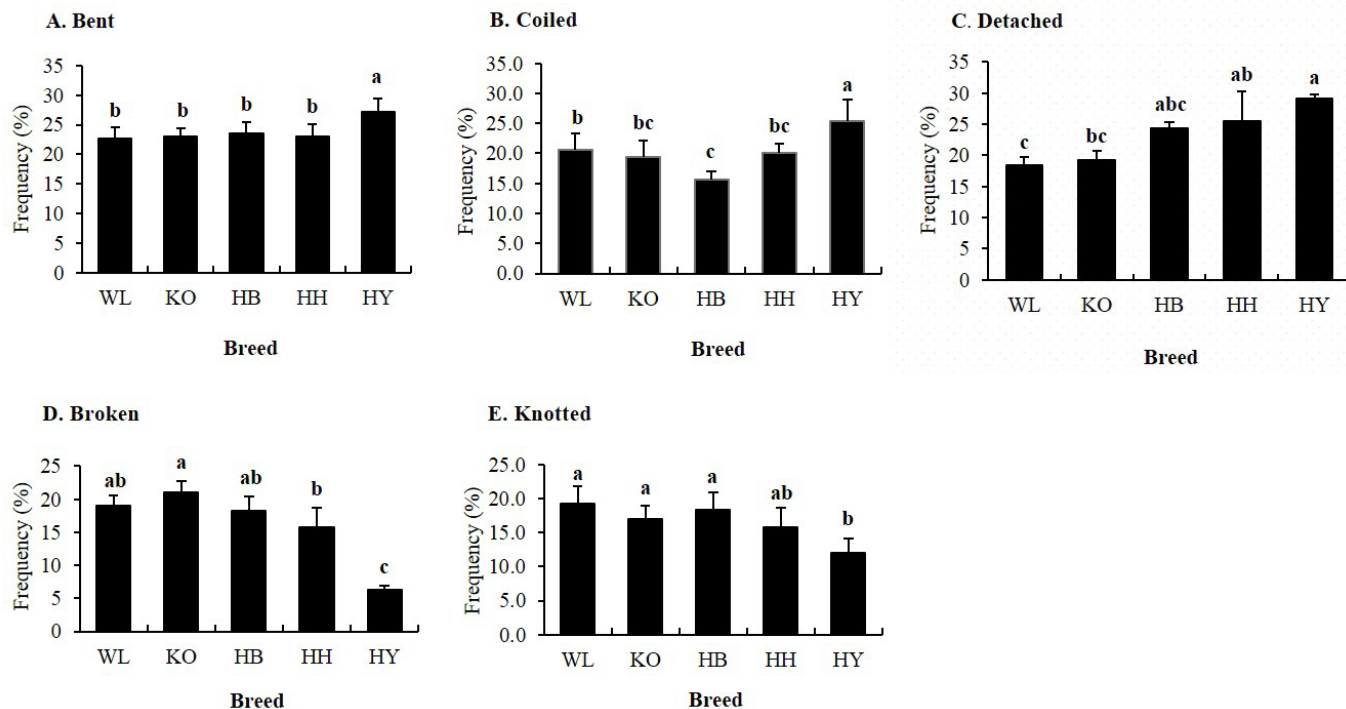 A. Bent
Frequency (%)
35
30
25
20
15
10
5
0
b
b
b
b
a
WL KO HB HH HY
Breed
B. Coiled
Frequency (%)
35.0
30.0
25.0
20.0
15.0
10.0
5.0
0.0
b
bc
c
bc
a
WL KO HB HH HY
Breed
C. Detached
Frequency (%)
35
30
25
20
15
10
5
0
c
bc
abc
ab
a
WL KO HB HH HY
Breed
D. Broken
Frequency (%)
25
20
15
10
5
0
ab
a
ab
b
c
WL KO HB HH HY
Breed
E. Knotted
Frequency (%)
25.0
20.0
15.0
10.0
5.0
0.0
a
a
a
ab
b
WL KO HB HH HY
Breed